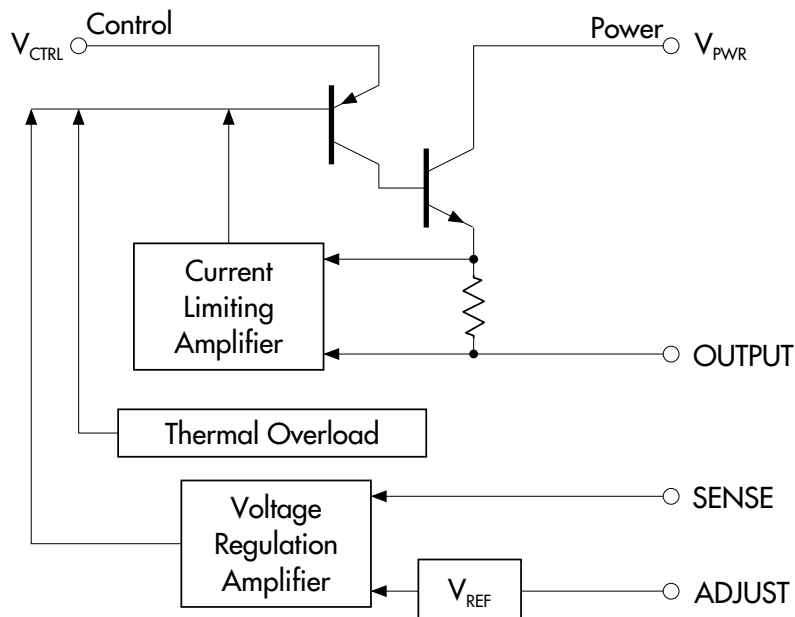 Control
Power
V_CTRL
V_PWR
Current
Limiting
Amplifier
OUTPUT
Thermal Overload
SENSE
Voltage
Regulation
Amplifier
V_REF
ADJUST